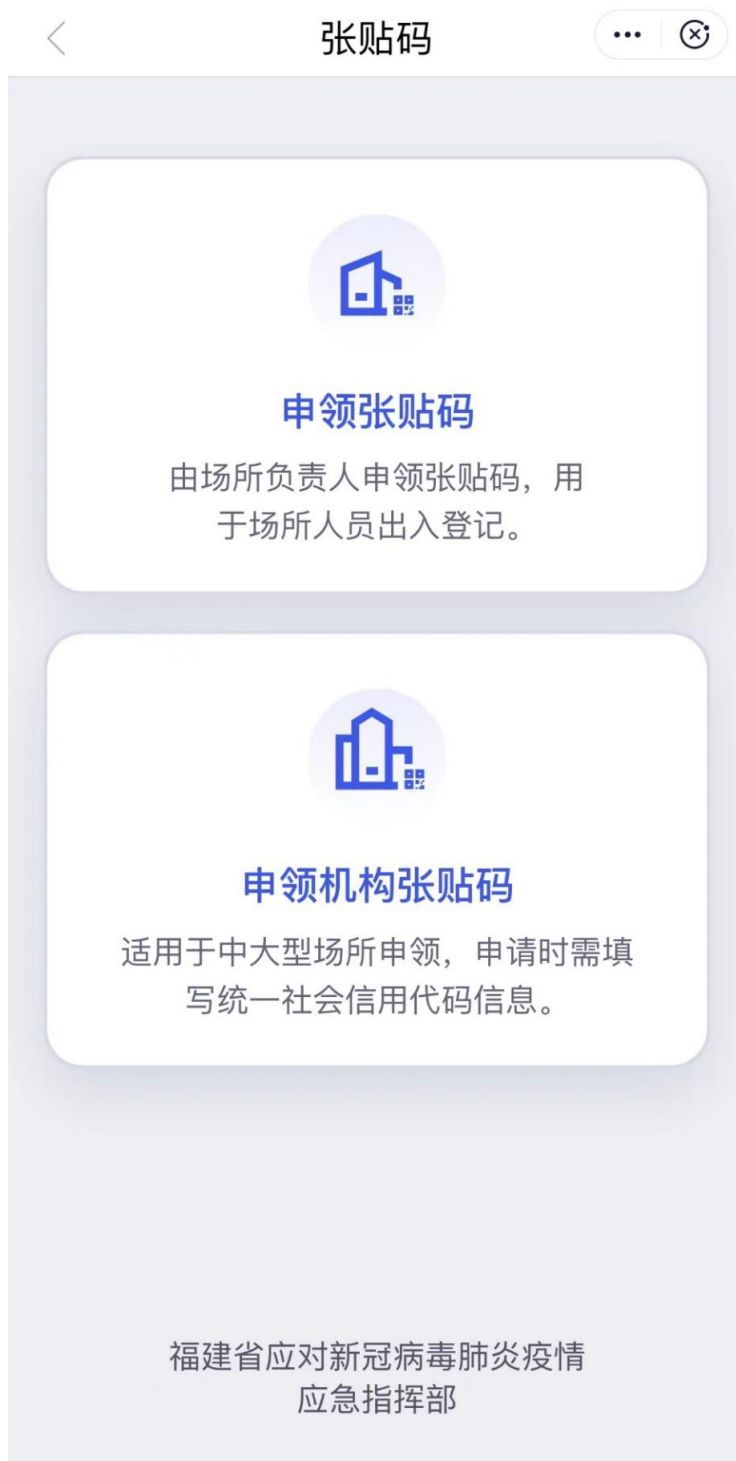 张贴码
申领张贴码
由场所负责人申领张贴码，用
于场所人员出入登记。
申领机构张贴码
适用于中大型场所申领，申请时需填
写统一社会信用代码信息。
福建省应对新冠病毒肺炎疫情
应急指挥部